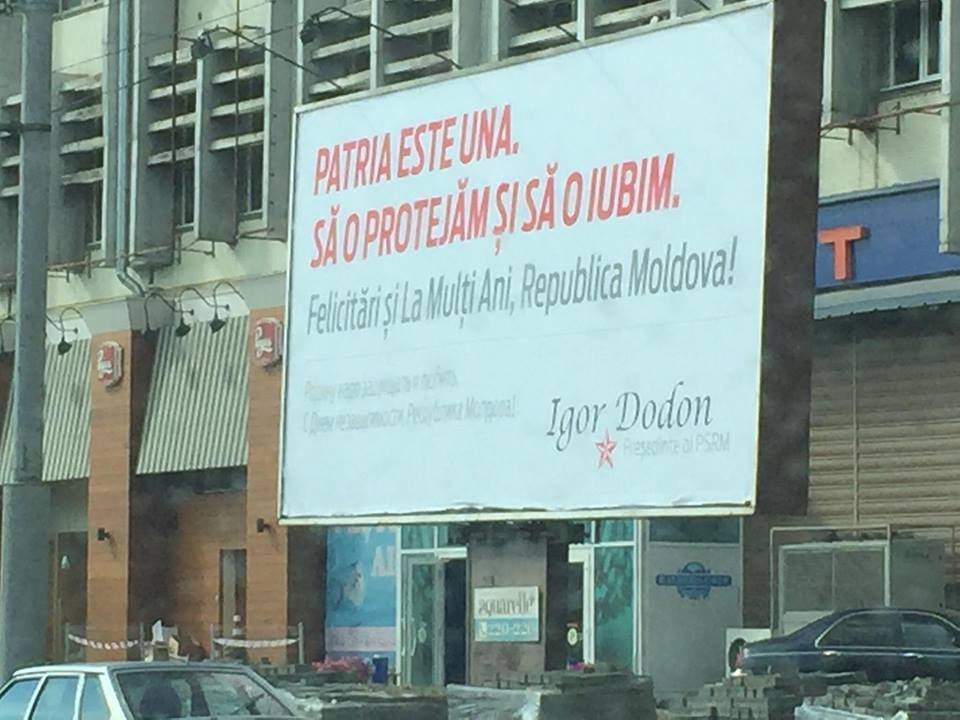 PATRIA ESTE UNA.
SĂ O PROTEJĂM ȘI SĂ O IUBIM.
Felicitări și La Mulți Ani, Republica Moldova!
Родину надо защищать и любить.
С Днем независимости, Республика Молдова!
Igor Dodon
Președinte al PSRM
T
aquarelle